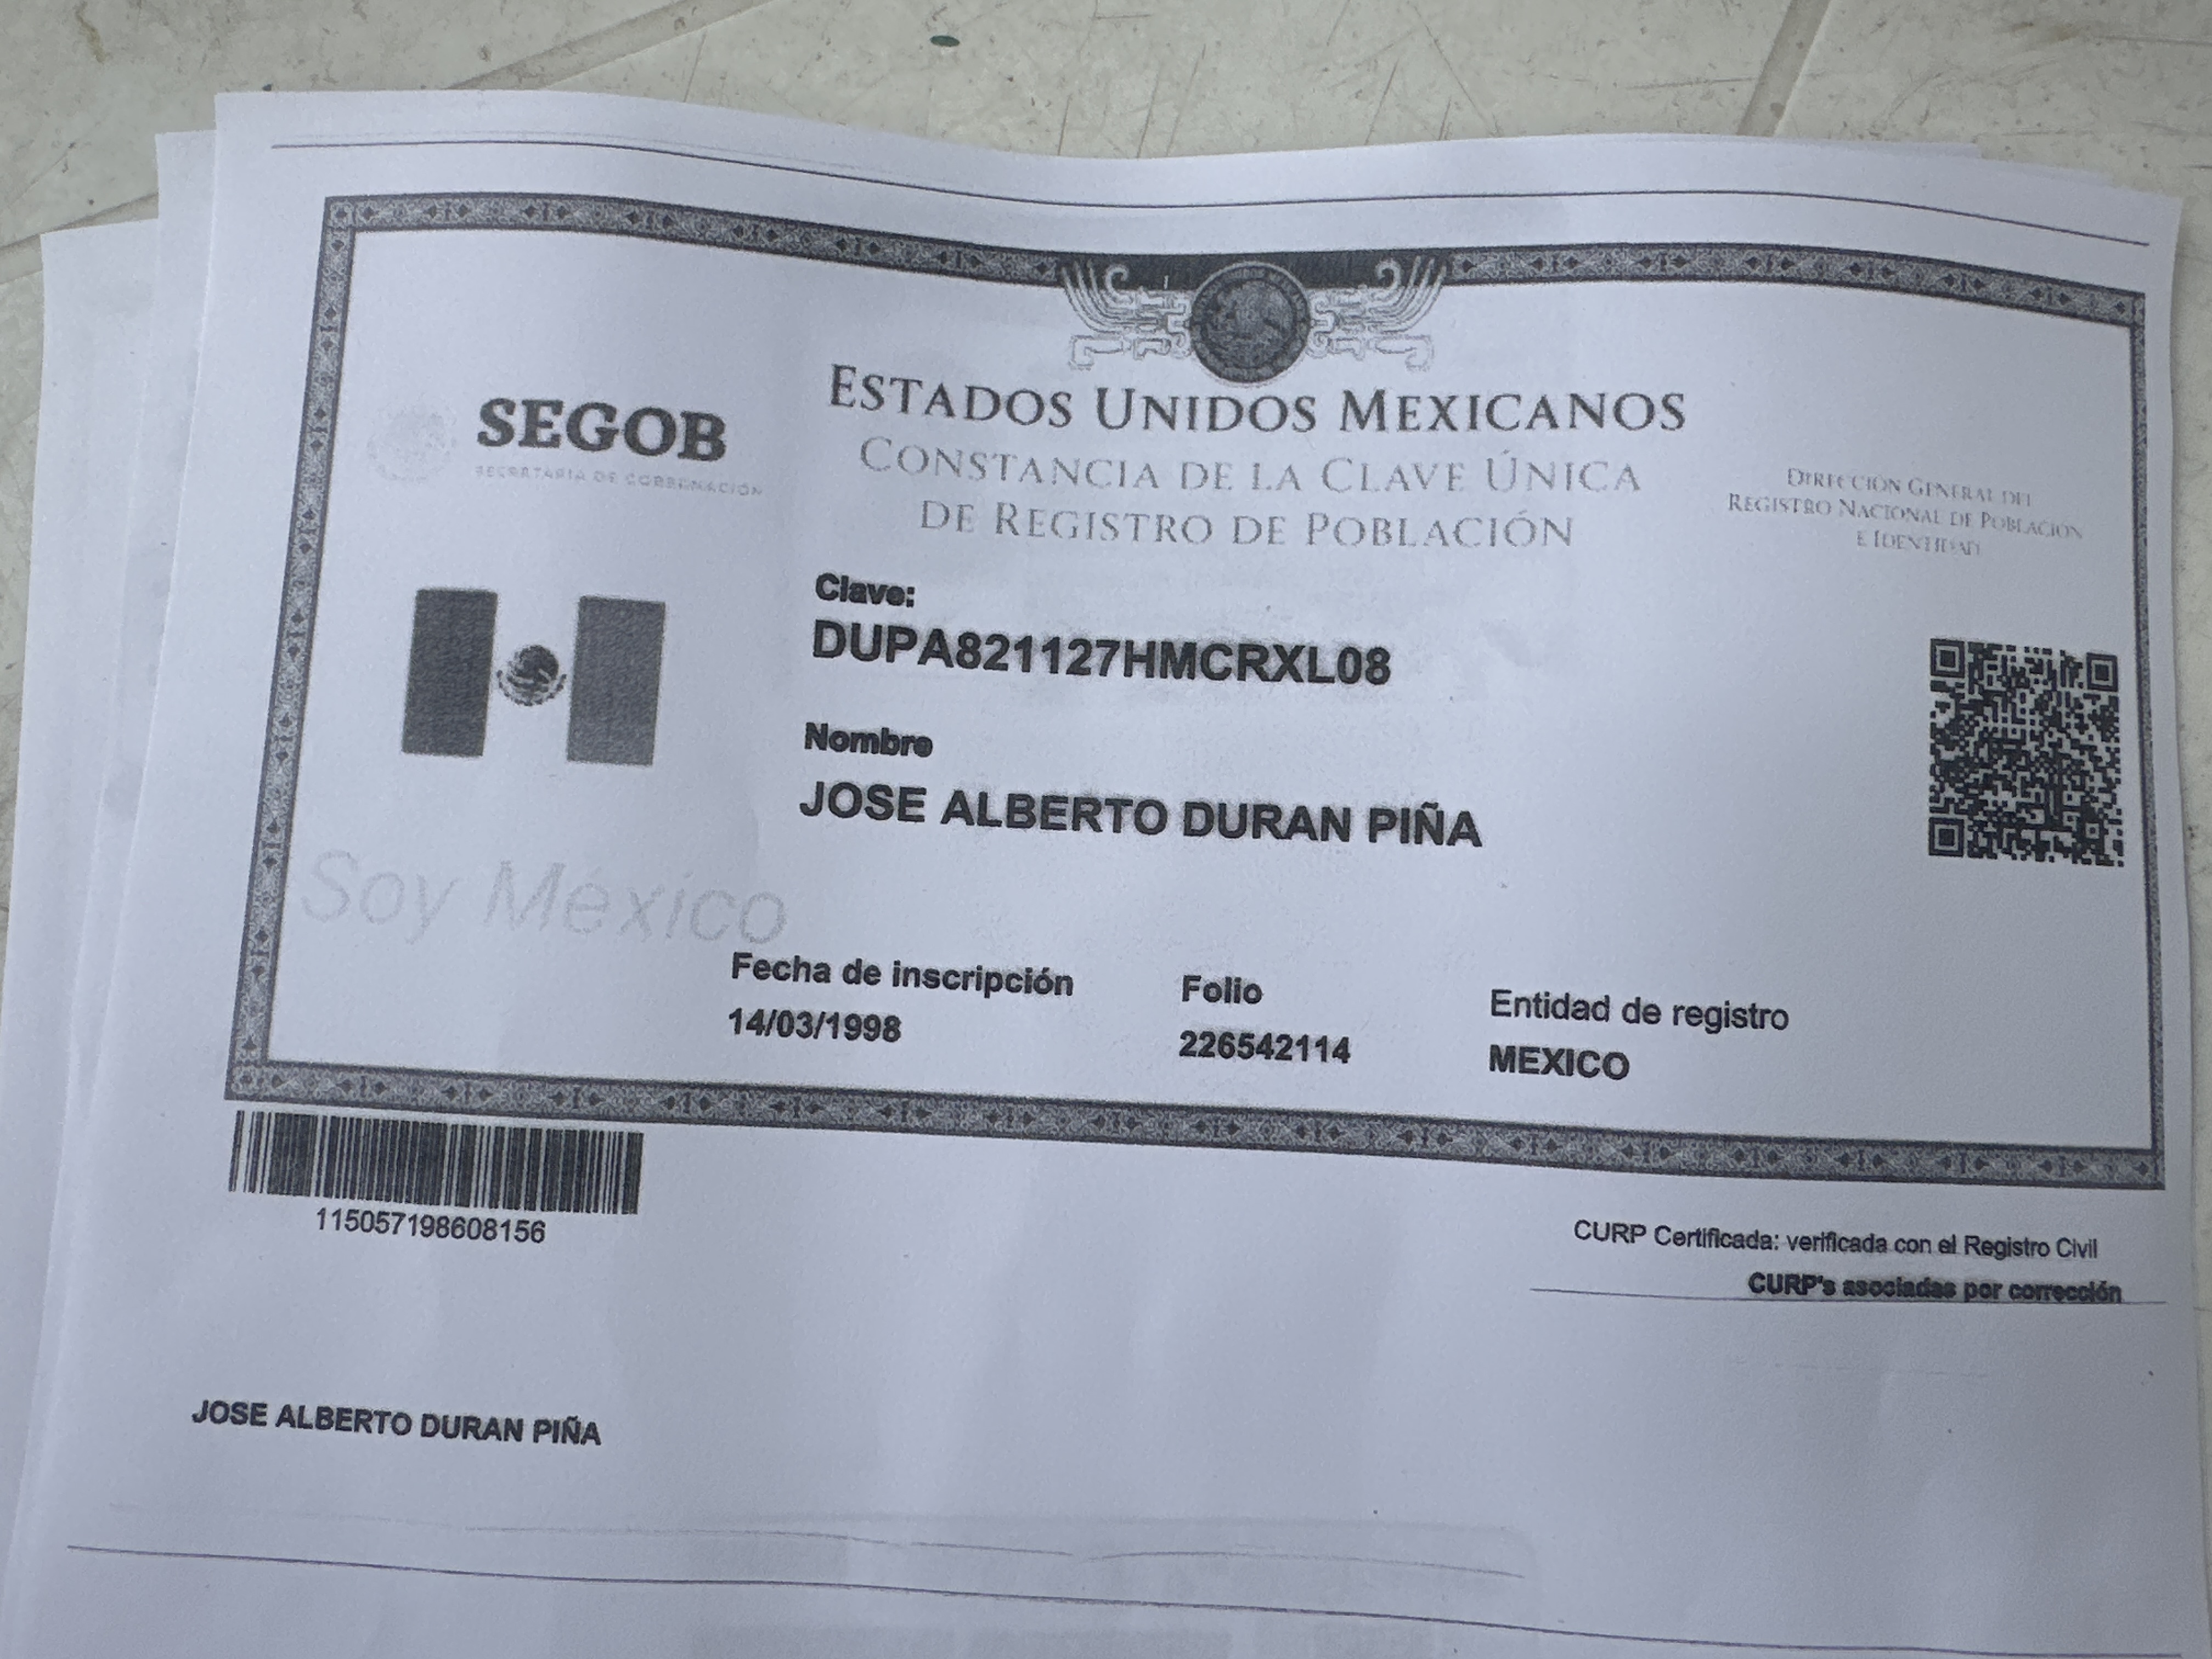 SEGOB
SECRETARÍA DE GOBERNACIÓN
ESTADOS UNIDOS MEXICANOS
CONSTANCIA DE LA CLAVE ÚNICA
DE REGISTRO DE POBLACIÓN
DIRECCIÓN GENERAL DEL
REGISTRO NACIONAL DE POBLACIÓN
E IDENTIDAD
Clave:
DUPA821127HMCRXL08
Nombre
JOSE ALBERTO DURAN PIÑA
Soy México
Fecha de inscripción
14/03/1998
Folio
226542114
Entidad de registro
MEXICO
115057198608156
CURP Certificada: verificada con el Registro Civil
CURP's asociadas por corrección
JOSE ALBERTO DURAN PIÑA